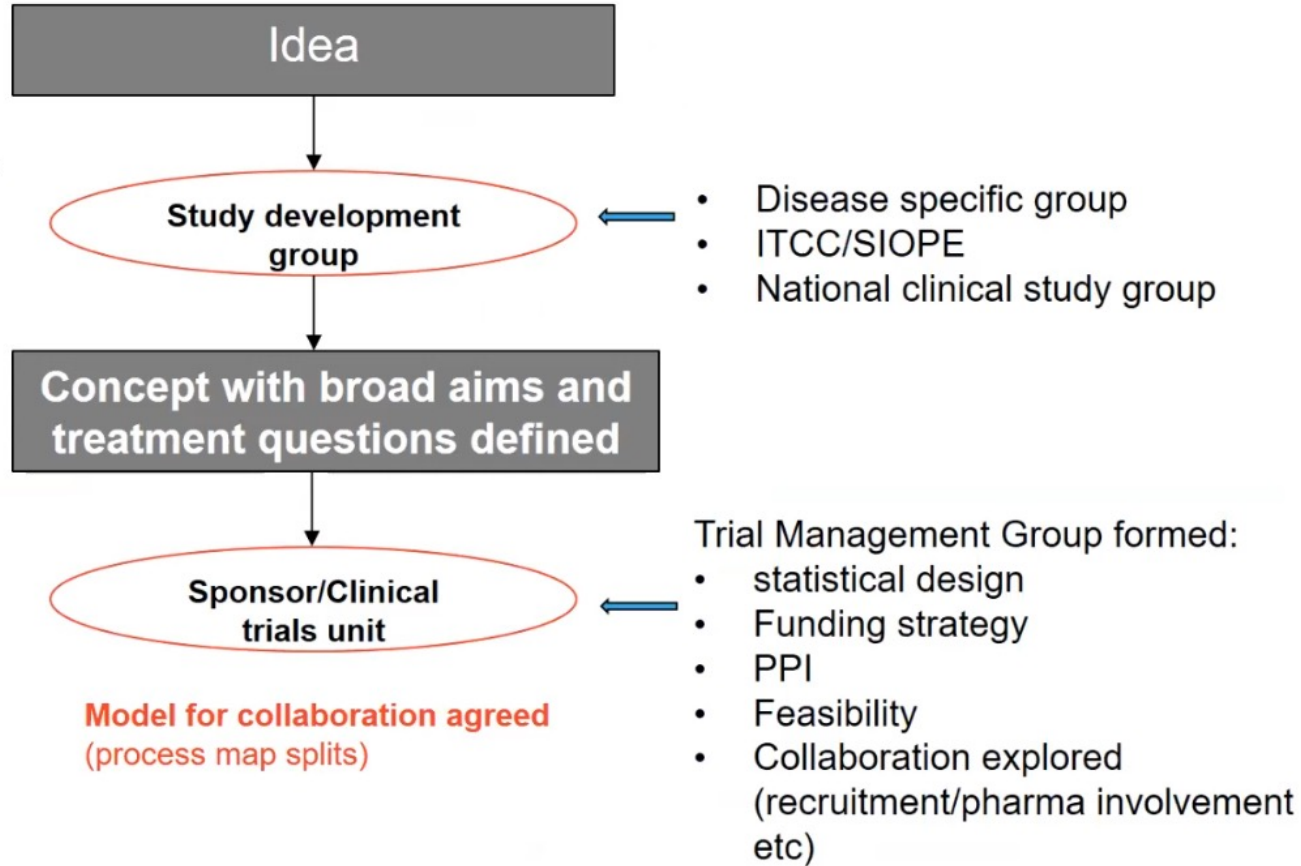 Idea
Study development
group
• Disease specific group
• ITCC/SIOPE
• National clinical study group
Concept with broad aims and
treatment questions defined
Sponsor/Clinical
trials unit
Trial Management Group formed:
• statistical design
• Funding strategy
• PPI
• Feasibility
• Collaboration explored
(recruitment/pharma involvement
etc)
Model for collaboration agreed
(process map splits)